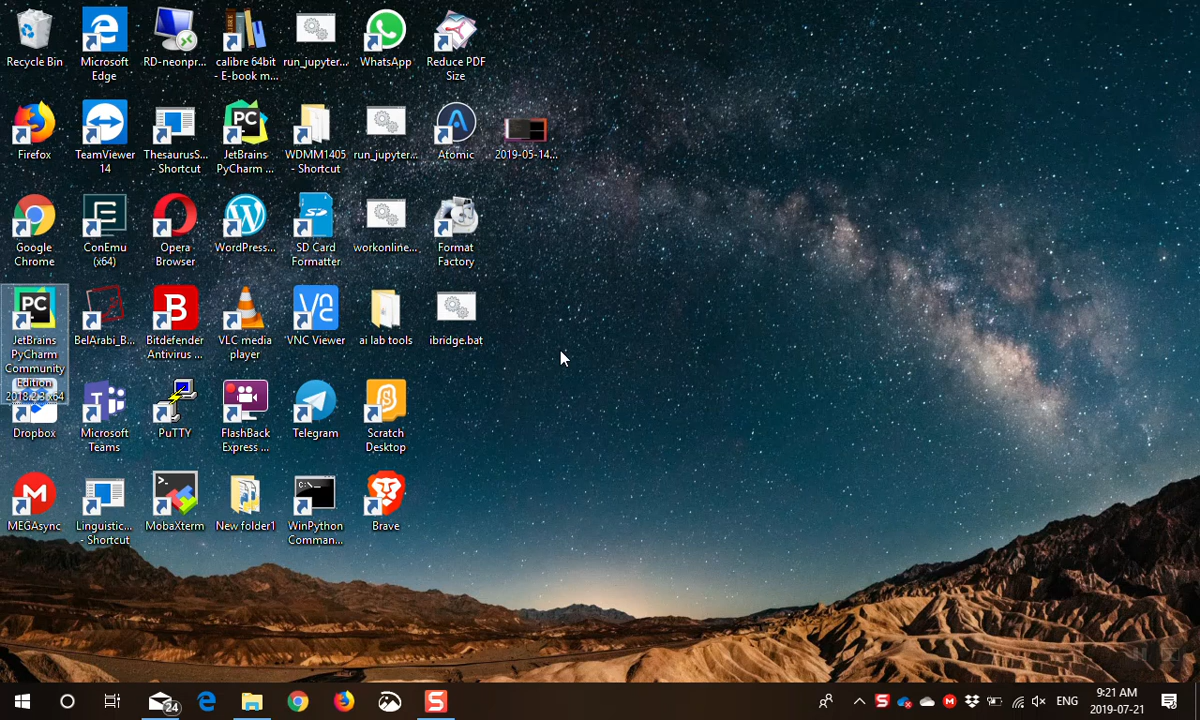 Recycle Bin
Microsoft
Edge
RD-neonpr...
calibre 64bit
- E-book m...
run_jupyter...
WhatsApp
Reduce PDF
Size
Firefox
TeamViewer
14
ThesaurusS...
- Shortcut
PC
JetBrains
PyCharm ...
WDMM1405
- Shortcut
run_jupyter...
Atomic
2019-05-14...
Google
Chrome
ConEmu
(x64)
Opera
Browser
WordPress...
SD Card
Formatter
workonline...
Format
Factory
PC
JetBrains
PyCharm
Community
Edition
2018.2.3 x64
BelArabi_B...
B
Bitdefender
Antivirus ...
VLC media
player
VNC Viewer
ai lab tools
ibridge.bat
Dropbox
Microsoft
Teams
PuTTY
FlashBack
Express ...
Telegram
Scratch
Desktop
MEGAsync
Linguistic...
- Shortcut
MobaXterm
New folder1
C:\_
WinPython
Comman...
Brave
24
ENG
9:21 AM
2019-07-21